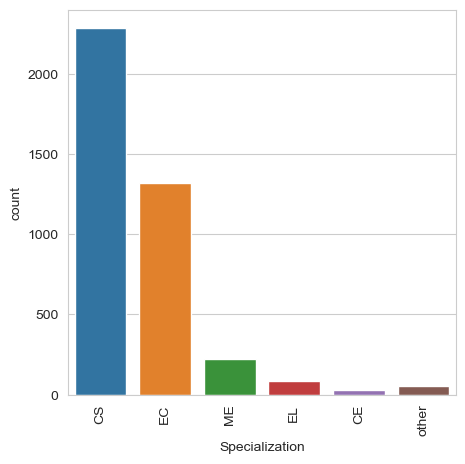 2000
1500
1000
500
0
count
CS
EC
ME
EL
CE
other
Specialization